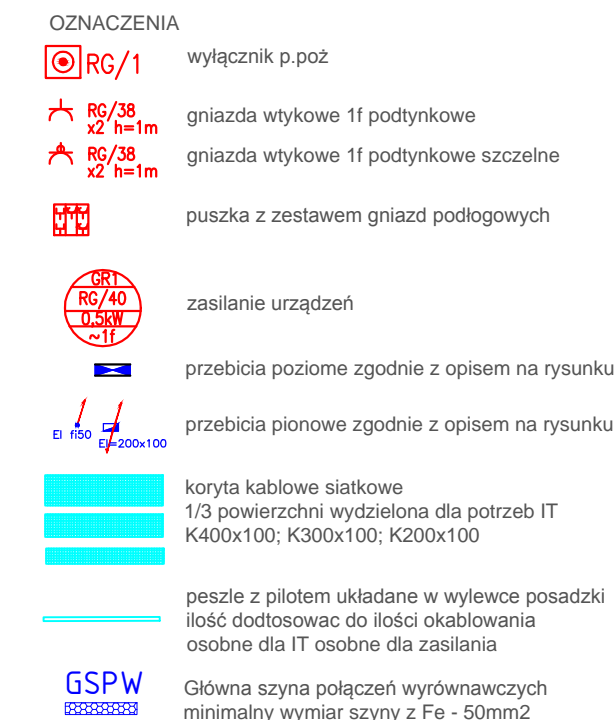 OZNACZENIA
RG/1 wyłącznik p.poż
RG/38
x2 h=1m
gniazda wtykowe 1f podtynkowe
RG/38
x2 h=1m
gniazda wtykowe 1f podtynkowe szczelne
puszka z zestawem gniazd podłogowych
GR1
RG/40
0,5kW
~1f
zasilanie urządzeń
przebicia poziome zgodnie z opisem na rysunku
El fi50
El=200x100
przebicia pionowe zgodnie z opisem na rysunku
koryta kablowe siatkowe
1/3 powierzchni wydzielona dla potrzeb IT
K400x100; K300x100; K200x100
peszle z pilotem układane w wylewce posadzki
ilość dodtosowac do ilości okablowania
osobne dla IT osobne dla zasilania
GSPW
Główna szyna połączeń wyrównawczych
minimalny wymiar szyny z Fe - 50mm2